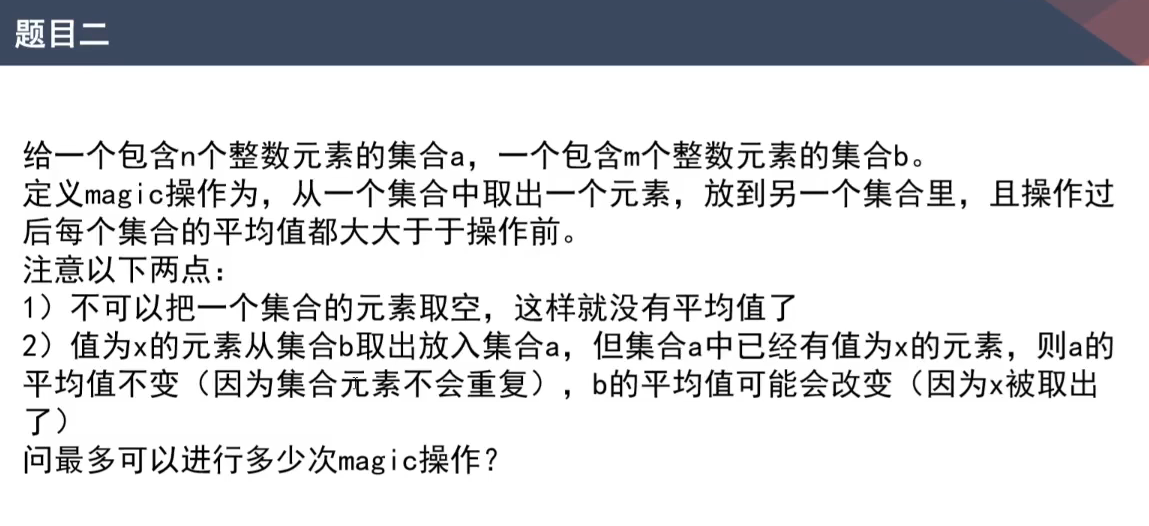 题目二
给一个包含n个整数元素的集合a，一个包含m个整数元素的集合b。
定义magic操作为，从一个集合中取出一个元素，放到另一个集合里，且操作过
后每个集合的平均值都大大于于操作前。
注意以下两点：
1）不可以把一个集合的元素取空，这样就没有平均值了
2）值为x的元素从集合b取出放入集合a，但集合a中已经有值为x的元素，则a的
平均值不变（因为集合元素不会重复），b的平均值可能会改变（因为x被取出
了）
问最多可以进行多少次magic操作？